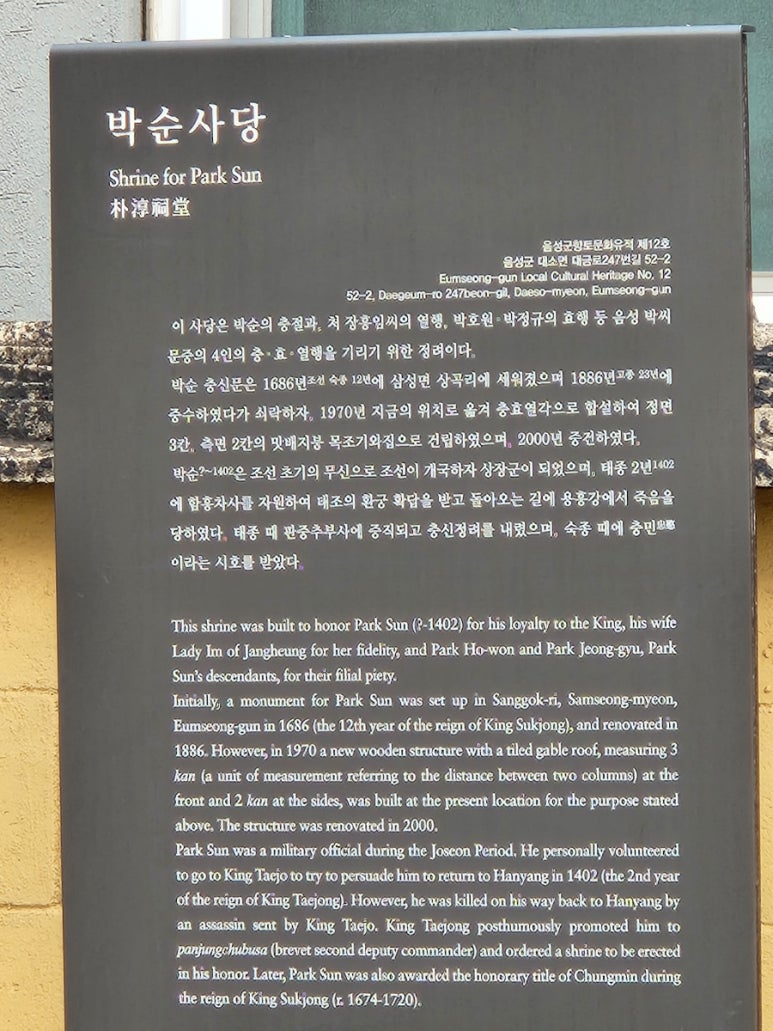 박순사당
Shrine for Park Sun
朴淳祠堂
음성군향토문화유적 제12호
음성군 대소면 대금로247번길 52-2
Eumseong-gun Local Cultural Heritage No, 12
52-2, Daegeum-ro 247beon-gil, Daeso-myeon, Eumseong-gun
이 사당은 박순의 충절과, 처 장흥임씨의 열행, 박호원·박정규의 효행 등 음성 박씨
문중의 4인의 충·효·열행을 기리기 위한 정려이다.
박순 충신문은 1686년조선 숙종 12년에 삼성면 상곡리에 세워졌으며 1886년고종 23년에
중수하였다가 쇠락하자, 1970년 지금의 위치로 옮겨 충효열각으로 합설하여 정면
3칸, 측면 2칸의 맛배지붕 목조기와집으로 건립하였으며, 2000년 중건하였다.
박순?~1402은 조선 초기의 무신으로 조선이 개국하자 상장군이 되었으며, 태종 2년1402
에 함흥차사를 자원하여 태조의 환궁 확답을 받고 돌아오는 길에 용흥강에서 죽음을
당하였다. 태종 때 판중추부사에 증직되고 충신정려를 내렸으며, 숙종 때에 충민
이라는 시호를 받았다.
This shrine was built to honor Park Sun (?-1402) for his loyalty to the King, his wife
Lady Im of Jangheung for her fidelity, and Park Ho-won and Park Jeong-gyu, Park
Sun's descendants, for their filial piety.
Initially, a monument for Park Sun was set up in Sanggok-ri, Samseong-myeon,
Eumseong-gun in 1686 (the 12th year of the reign of King Sukjong), and renovated in
1886. However, in 1970 a new wooden structure with a tiled gable roof, measuring 3
kan (a unit of measurement referring to the distance between two columns) at the
front and 2 kan at the sides, was built at the present location for the purpose stated
above. The structure was renovated in 2000.
Park Sun was a military official during the Joseon Period. He personally volunteered
to go to King Taejo to try to persuade him to return to Hanyang in 1402 (the 2nd year
of the reign of King Taejong). However, he was killed on his way back to Hanyang by
an assassin sent by King Taejo. King Taejong posthumously promoted him to
panjungchubusa (brevet second deputy commander) and ordered a shrine to be erected
in his honor. Later, Park Sun was also awarded the honorary title of Chungmin during
the reign of King Sukjong (r. 1674-1720).